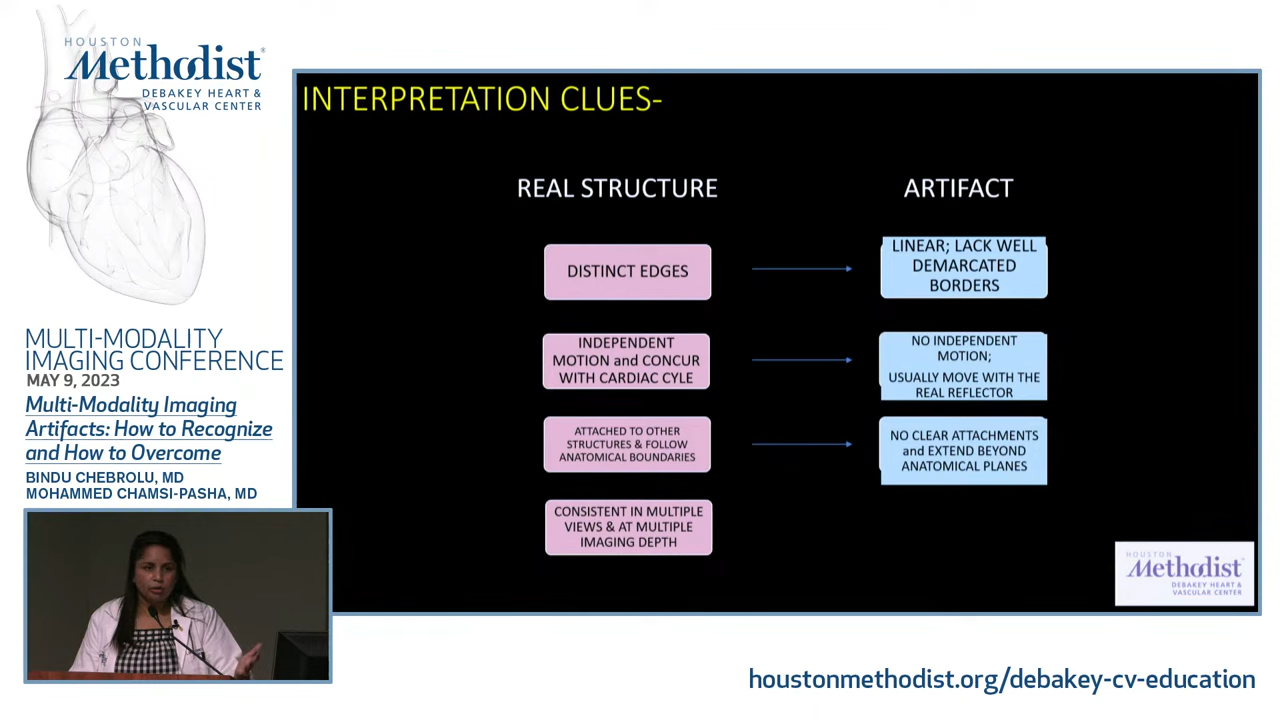 HOUSTON
Methodist®
DEBAKEY HEART &
VASCULAR CENTER
MULTI-MODALITY
IMAGING CONFERENCE
MAY 9, 2023
Multi-Modality Imaging
Artifacts: How to Recognize
and How to Overcome
BINDU CHEBROLU, MD
MOHAMMED CHAMSI-PASHA, MD
INTERPRETATION CLUES-
REAL STRUCTURE
ARTIFACT
DISTINCT EDGES
LINEAR; LACK WELL
DEMARCATED
BORDERS
INDEPENDENT
MOTION and CONCUR
WITH CARDIAC CYLE
NO INDEPENDENT
MOTION;
USUALLY MOVE WITH THE
REAL REFLECTOR
ATTACHED TO OTHER
STRUCTURES & FOLLOW
ANATOMICAL BOUNDARIES
NO CLEAR ATTACHMENTS
and EXTEND BEYOND
ANATOMICAL PLANES
CONSISTENT IN MULTIPLE
VIEWS & AT MULTIPLE
IMAGING DEPTH
HOUSTON
Methodist
DEBAKEY HEART &
VASCULAR CENTER
houstonmethodist.org/debakey-cv-education